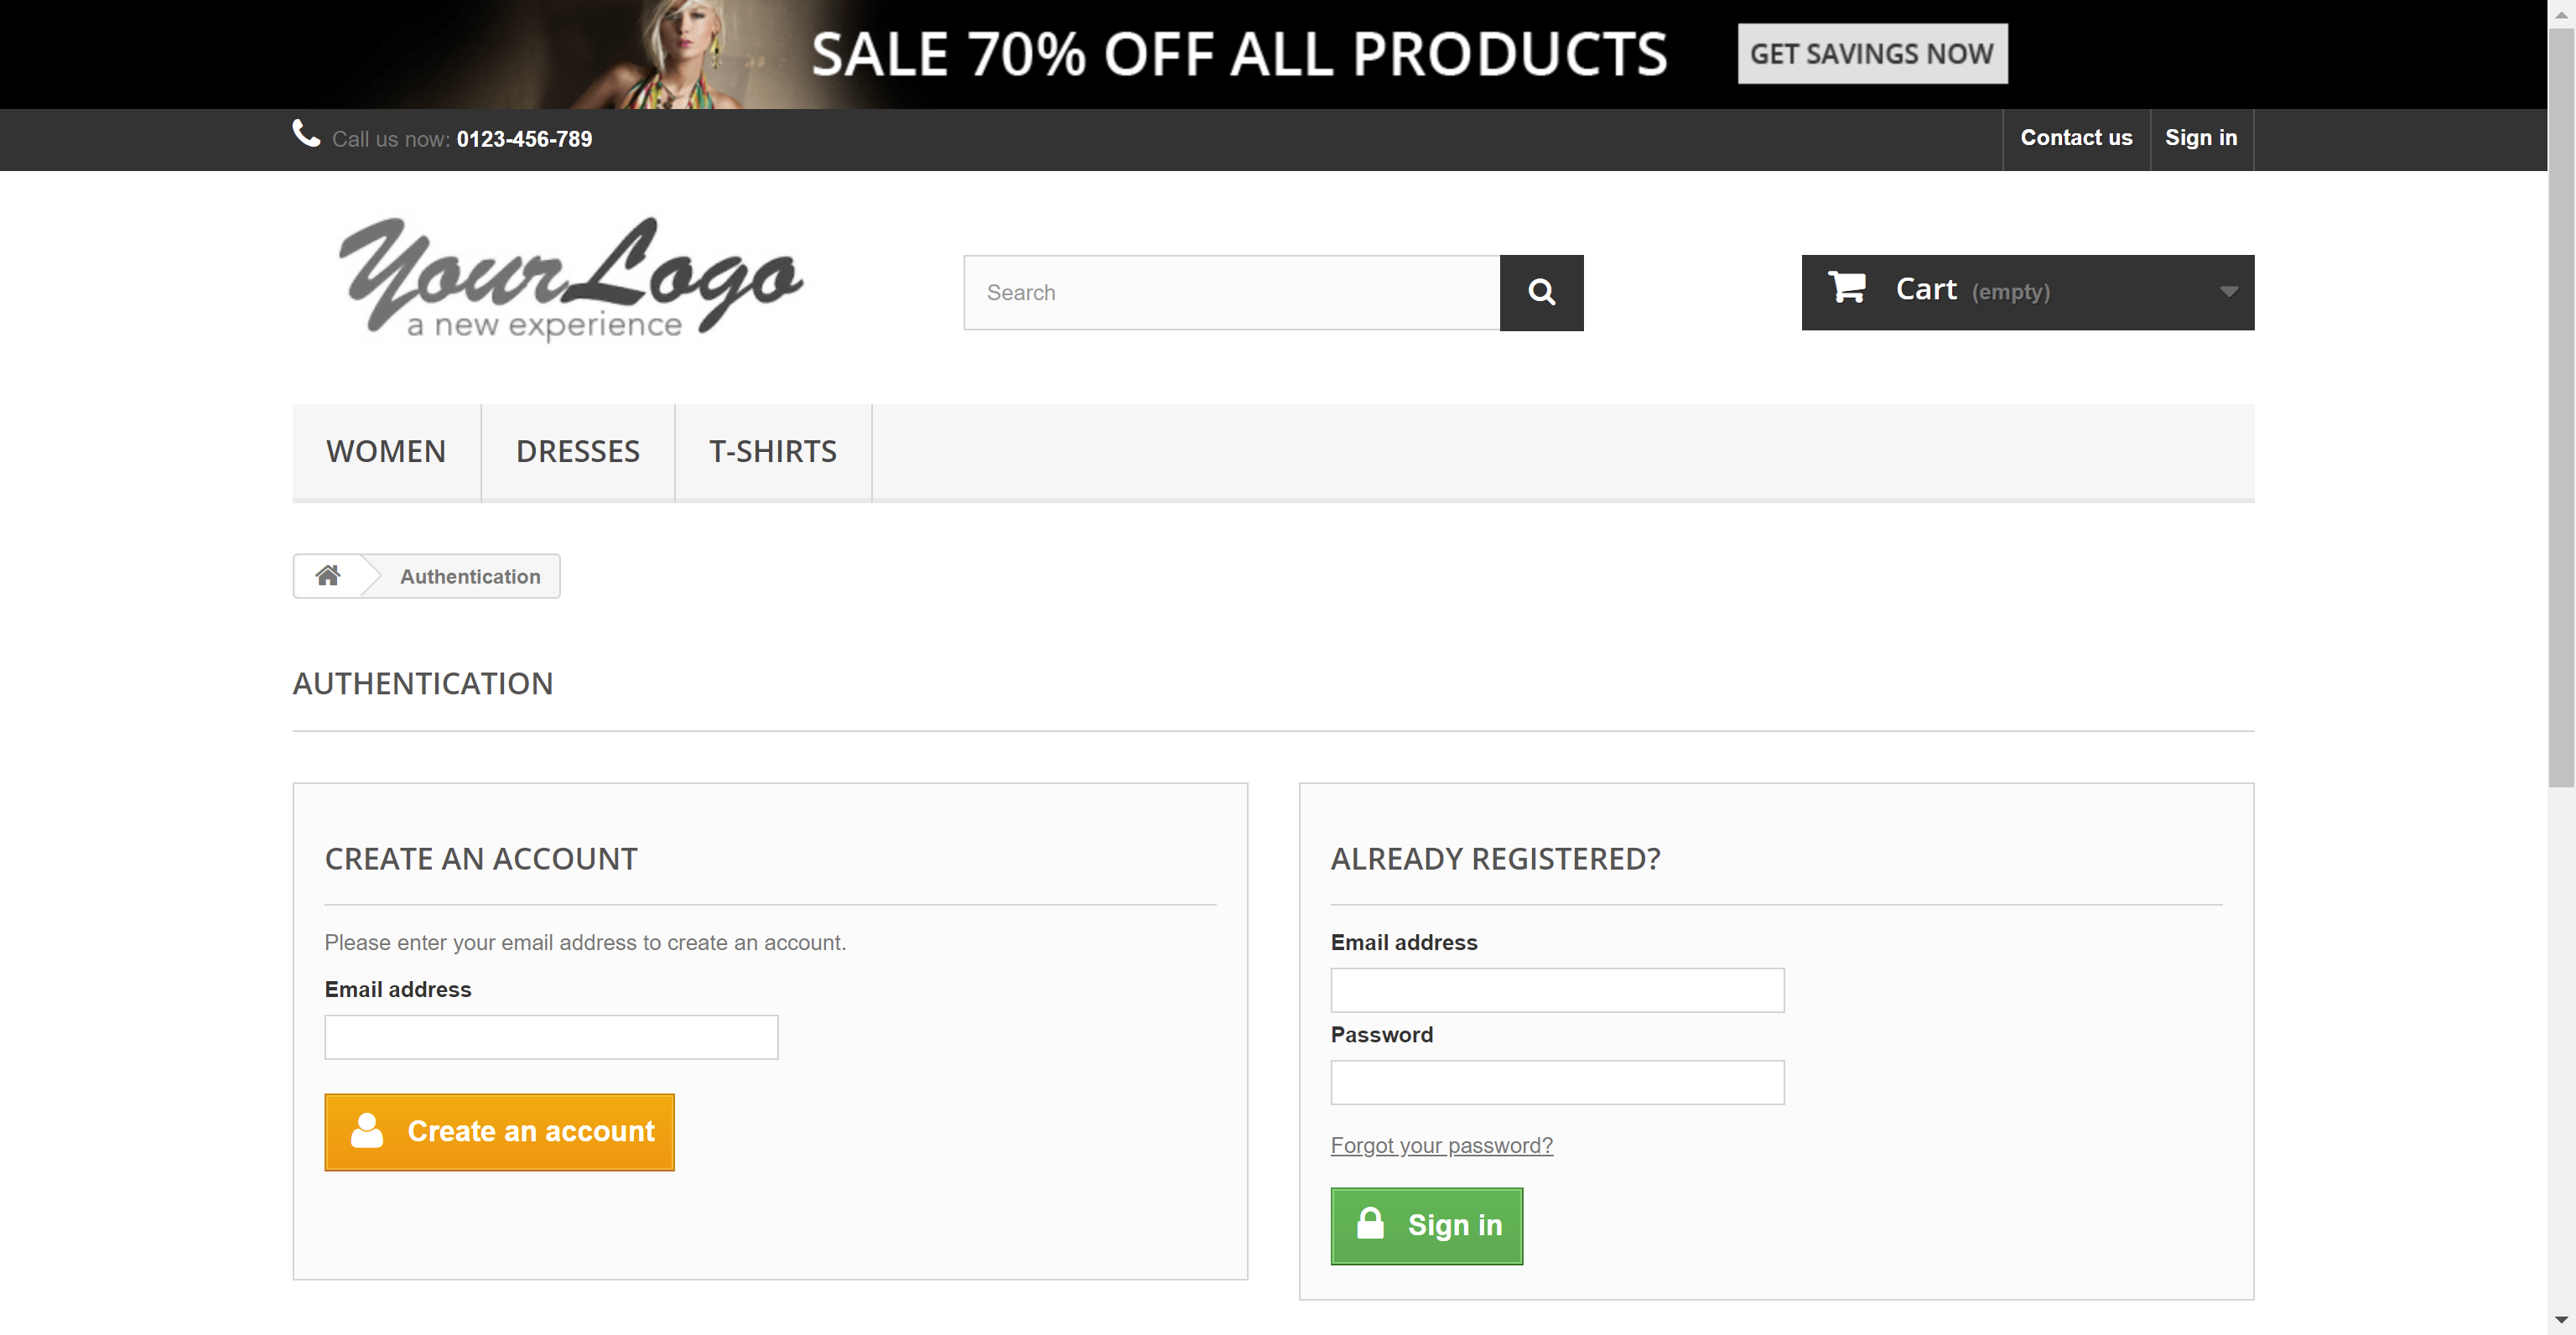 SALE 70% OFF ALL PRODUCTS GET SAVINGS NOW
Call us now: 0123-456-789 Contact us Sign in
YourLogo
a new experience
Search
Cart (empty)
WOMEN DRESSES T-SHIRTS
Authentication
AUTHENTICATION
CREATE AN ACCOUNT
Please enter your email address to create an account.
Email address
Create an account
ALREADY REGISTERED?
Email address
Password
Forgot your password?
Sign in